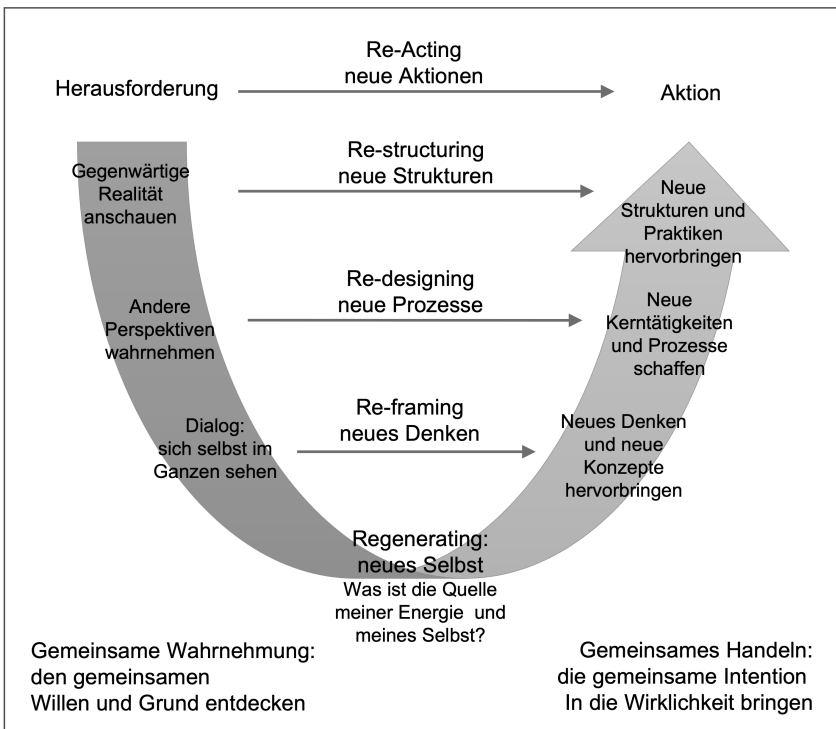 Re-Acting
neue Aktionen
Herausforderung
Aktion
Re-structuring
neue Strukturen
Gegenwärtige
Realität
anschauen
Neue
Strukturen und
Praktiken
hervorbringen
Re-designing
neue Prozesse
Andere
Perspektiven
wahrnehmen
Neue
Kerntätigkeiten
und Prozesse
schaffen
Re-framing
neues Denken
Dialog:
sich selbst im
Ganzen sehen
Neues Denken
und neue
Konzepte
hervorbringen
Regenerating:
neues Selbst
Was ist die Quelle
meiner Energie und
meines Selbst?
Gemeinsame Wahrnehmung:
den gemeinsamen
Willen und Grund entdecken
Gemeinsames Handeln:
die gemeinsame Intention
In die Wirklichkeit bringen